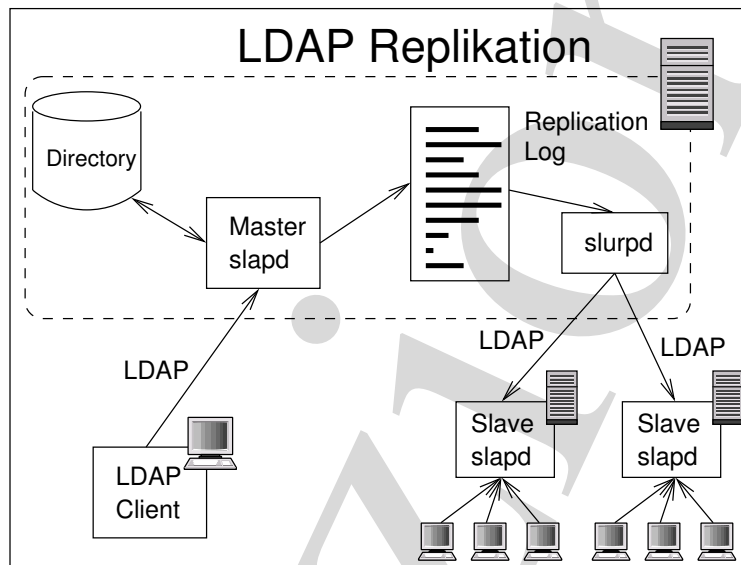 LDAP Replikation
Directory
Replication
Log
Master
slapd
slurpd
LDAP
LDAP
LDAP
LDAP
Client
Slave
slapd
Slave
slapd